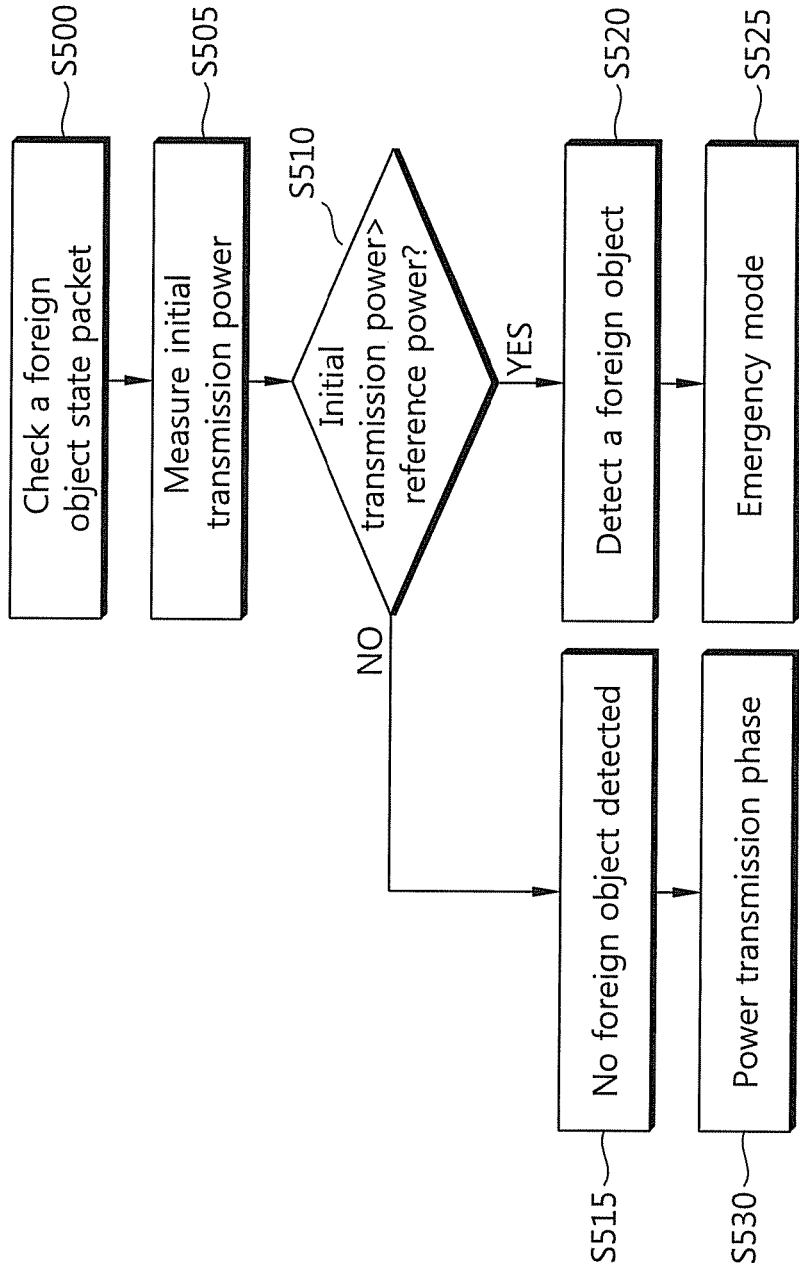 Check a foreign
object state packet
S500
Measure initial
transmission power
S505
S510
Initial
transmission power>
reference power?
NO
YES
No foreign object detected
S515
Detect a foreign object
S520
Power transmission phase
S530
Emergency mode
S525